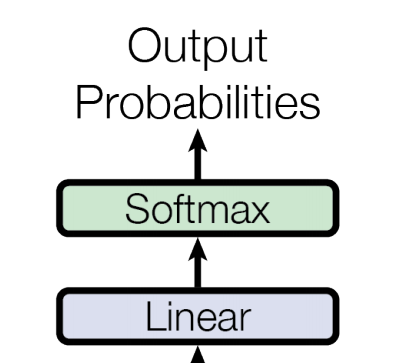 Output
Probabilities
Softmax
Linear